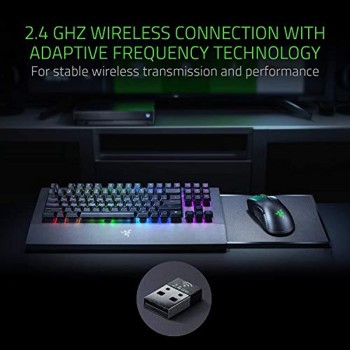 2.4 GHZ WIRELESS CONNECTION WITH
ADAPTIVE FREQUENCY TECHNOLOGY
For stable wireless transmission and performance